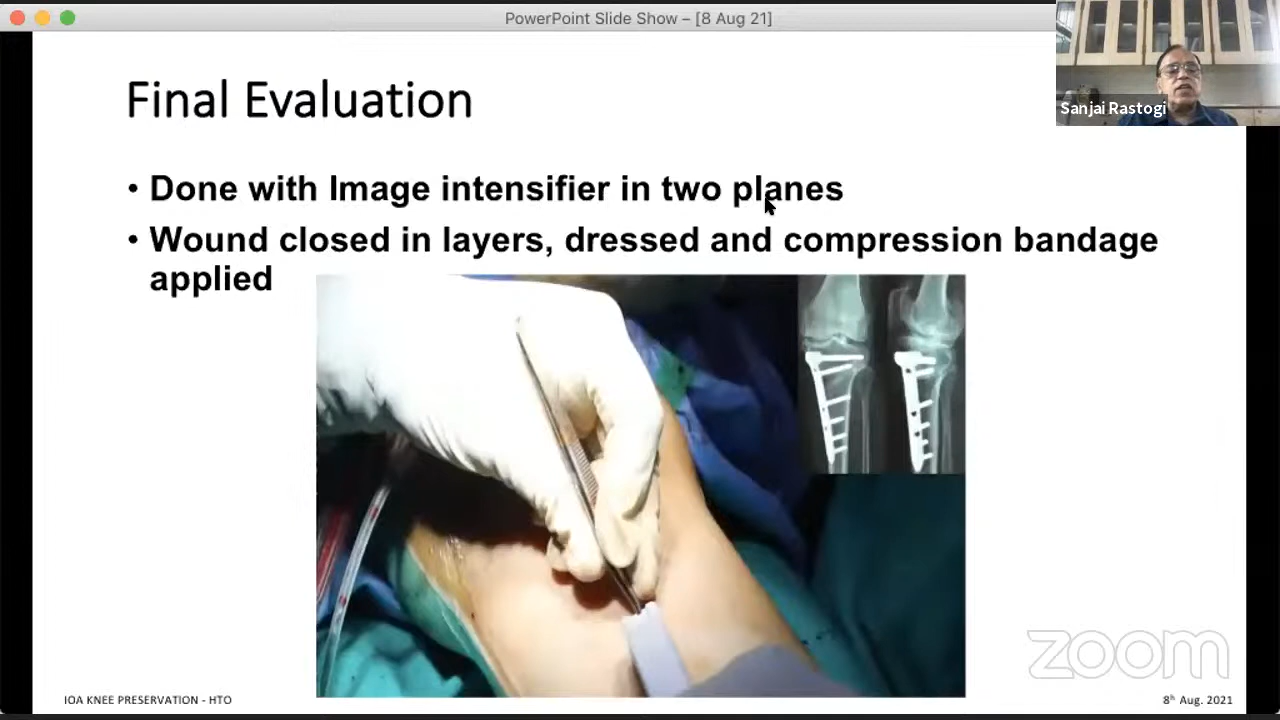 PowerPoint Slide Show – [8 Aug 21]
Sanjai Rastogi
Final Evaluation
• Done with Image intensifier in two planes
• Wound closed in layers, dressed and compression bandage
applied
zoom
IOA KNEE PRESERVATION - HTO
8ʰ Aug. 2021